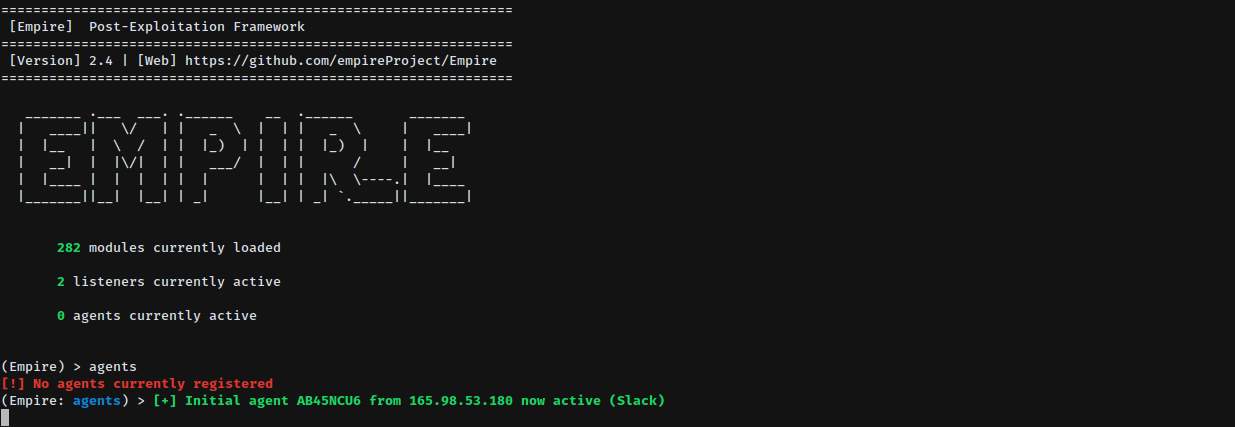 ================================================================
[Empire]  Post-Exploitation Framework
================================================================
[Version] 2.4 | [Web] https://github.com/empireProject/Empire
================================================================
EMPIRE
282 modules currently loaded
2 listeners currently active
0 agents currently active
(Empire) > agents
[!] No agents currently registered
(Empire: agents) > [+] Initial agent AB45NCU6 from 165.98.53.180 now active (Slack)